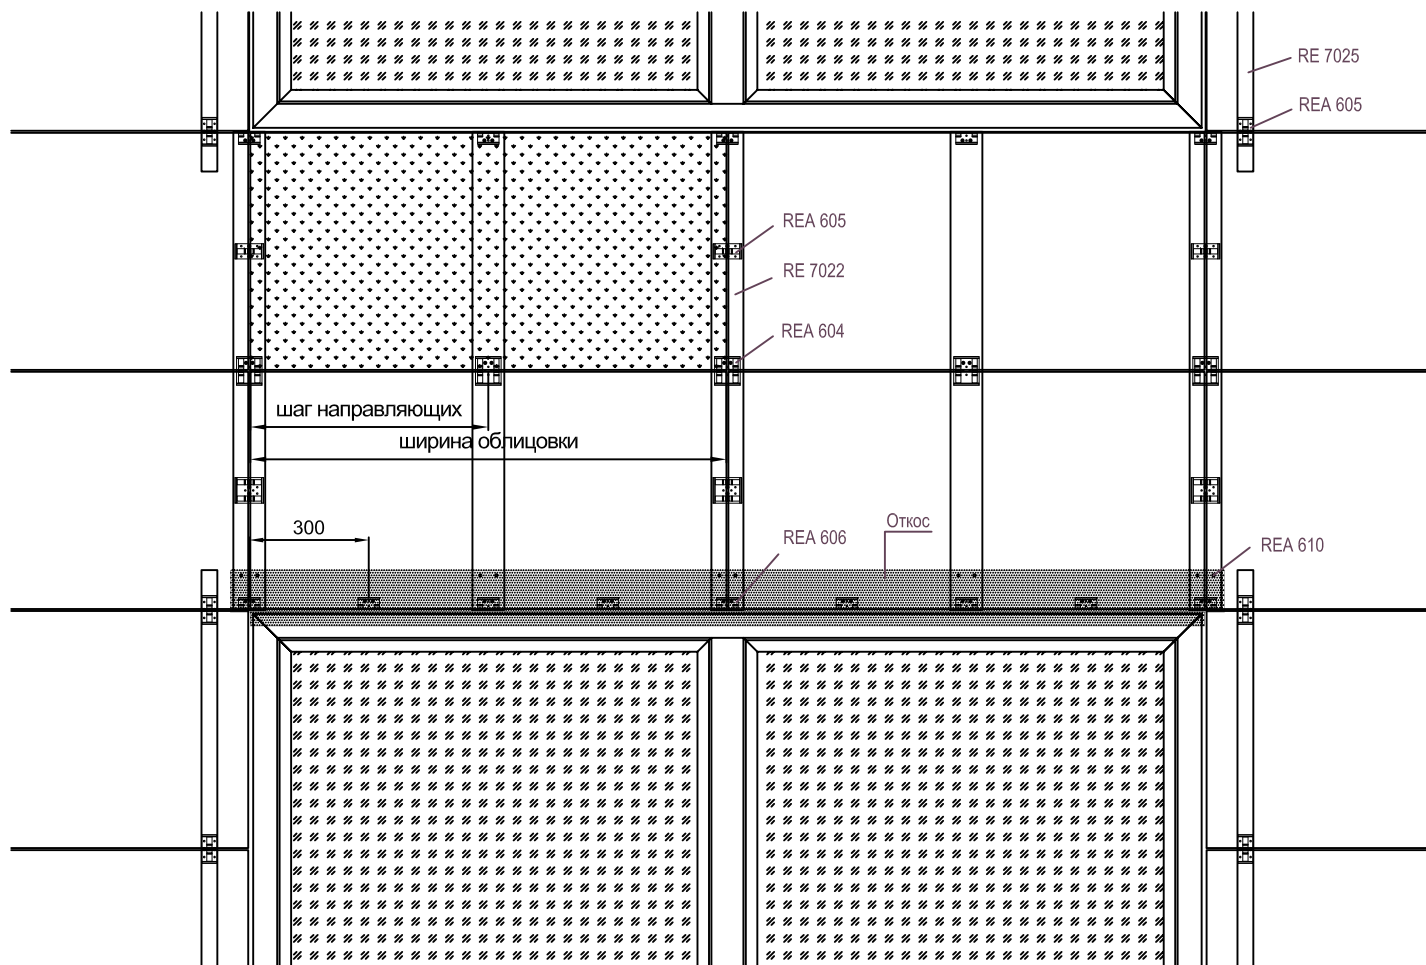 RE 7025
REA 605
REA 605
RE 7022
REA 604
шаг направляющих
ширина облицовки
300
REA 606
Откос
REA 610